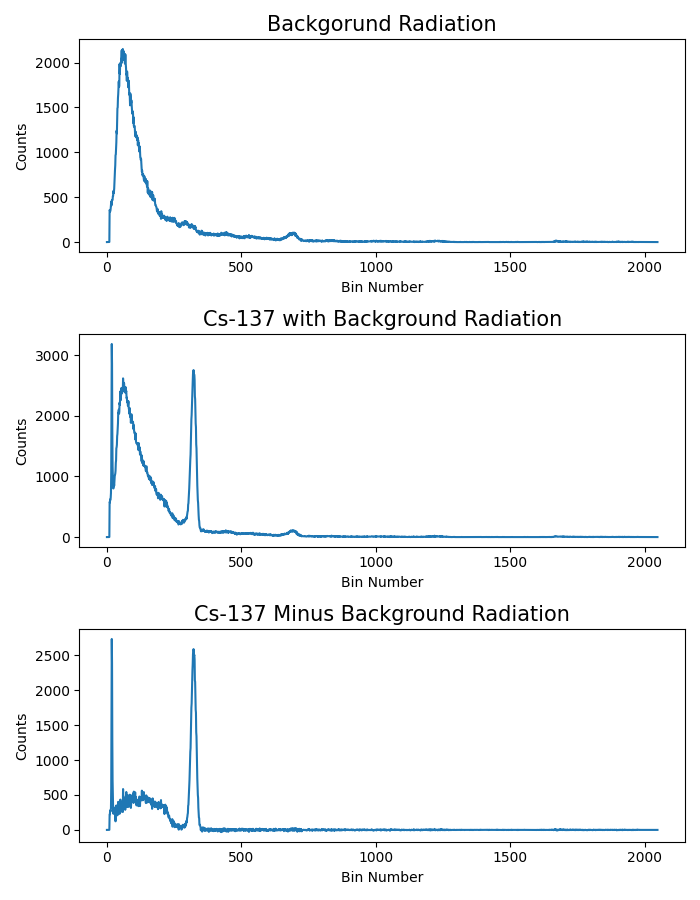 Backgorund Radiation
2000
1500
1000
500
0
Counts
0 500 1000 1500 2000
Bin Number
Cs-137 with Background Radiation
3000
2000
1000
0
Counts
0 500 1000 1500 2000
Bin Number
Cs-137 Minus Background Radiation
2500
2000
1500
1000
500
0
Counts
0 500 1000 1500 2000
Bin Number